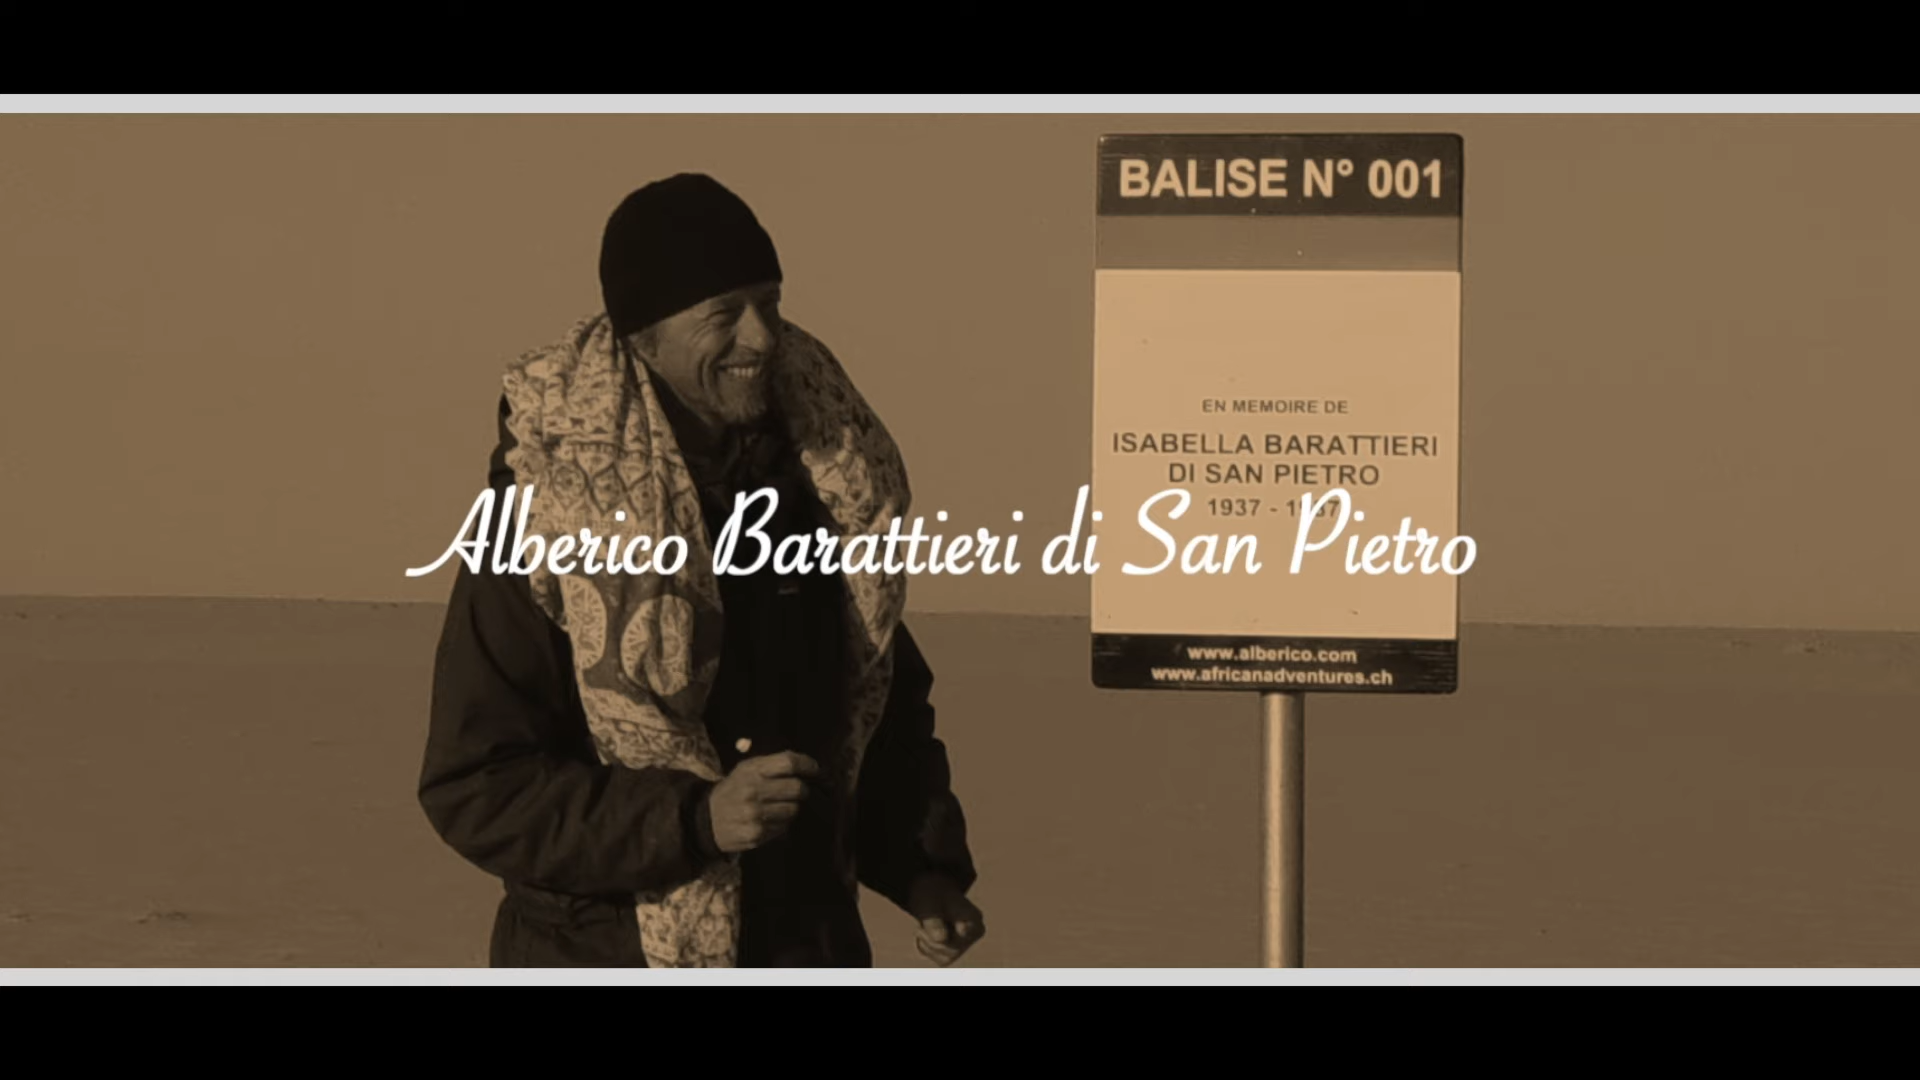 BALISE N° 001
EN MEMOIRE DE
ISABELLA BARATTIERI
DI SAN PIETRO
1937 -
Alberico Barattieri di San Pietro
www.alberico.com
www.africanadventures.ch